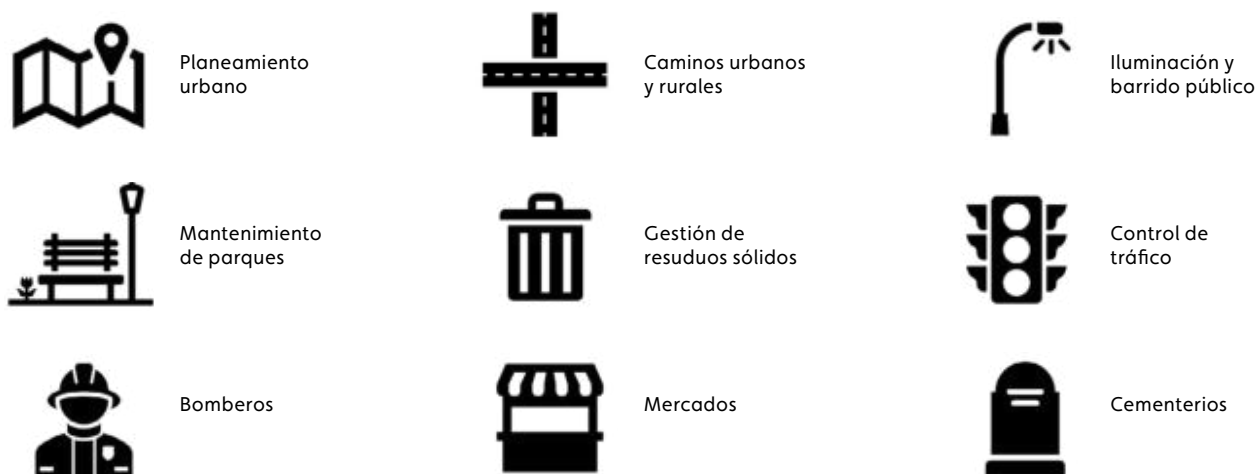 Planeamiento
urbano
Caminos urbanos
y rurales
Iluminación y
barrido público
Mantenimiento
de parques
Gestión de
resuduos sólidos
Control de
tráfico
Bomberos
Mercados
Cementerios